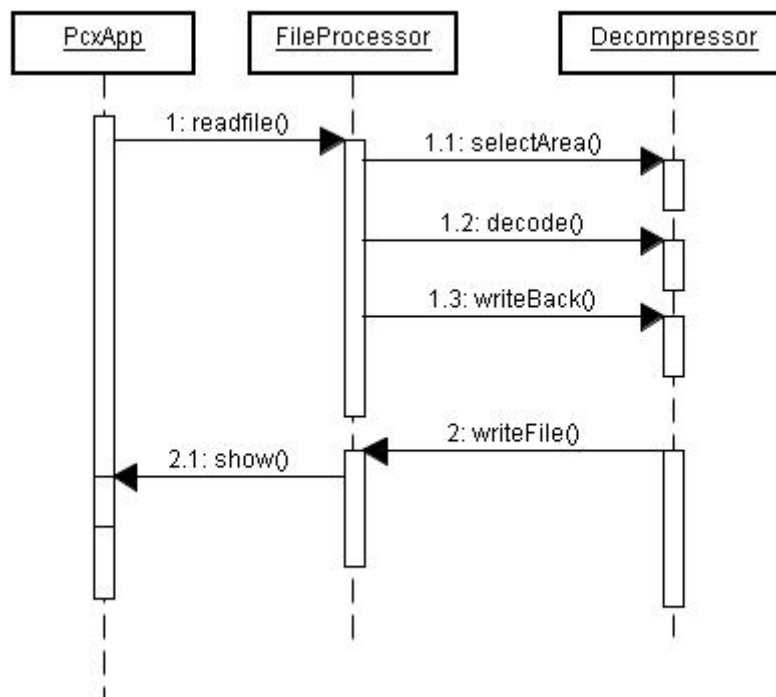 PcxApp
FileProcessor
Decompressor
1: readfile()
1.1: selectArea()
1.2: decode()
1.3: writeBack()
2: writeFile()
2.1: show()